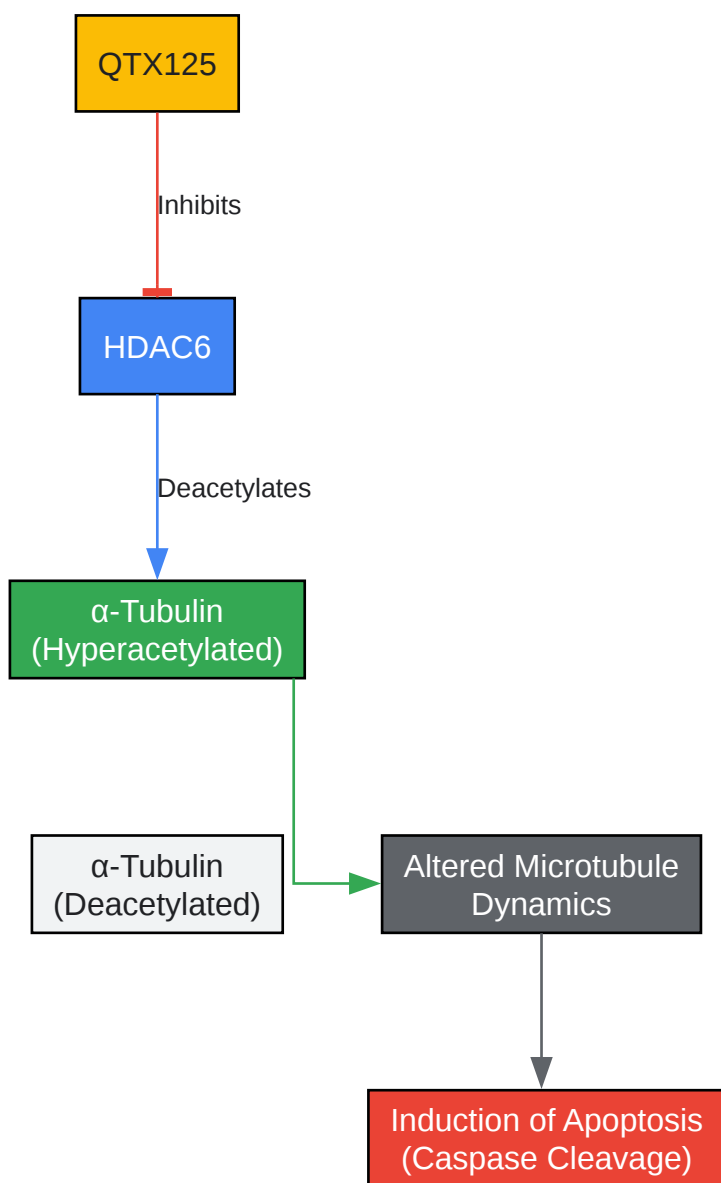 QTX125
Inhibits
HDAC6
Deacetylates
α-Tubulin
(Hyperacetylated)
α-Tubulin
(Deacetylated)
Altered Microtubule
Dynamics
Induction of Apoptosis
(Caspase Cleavage)